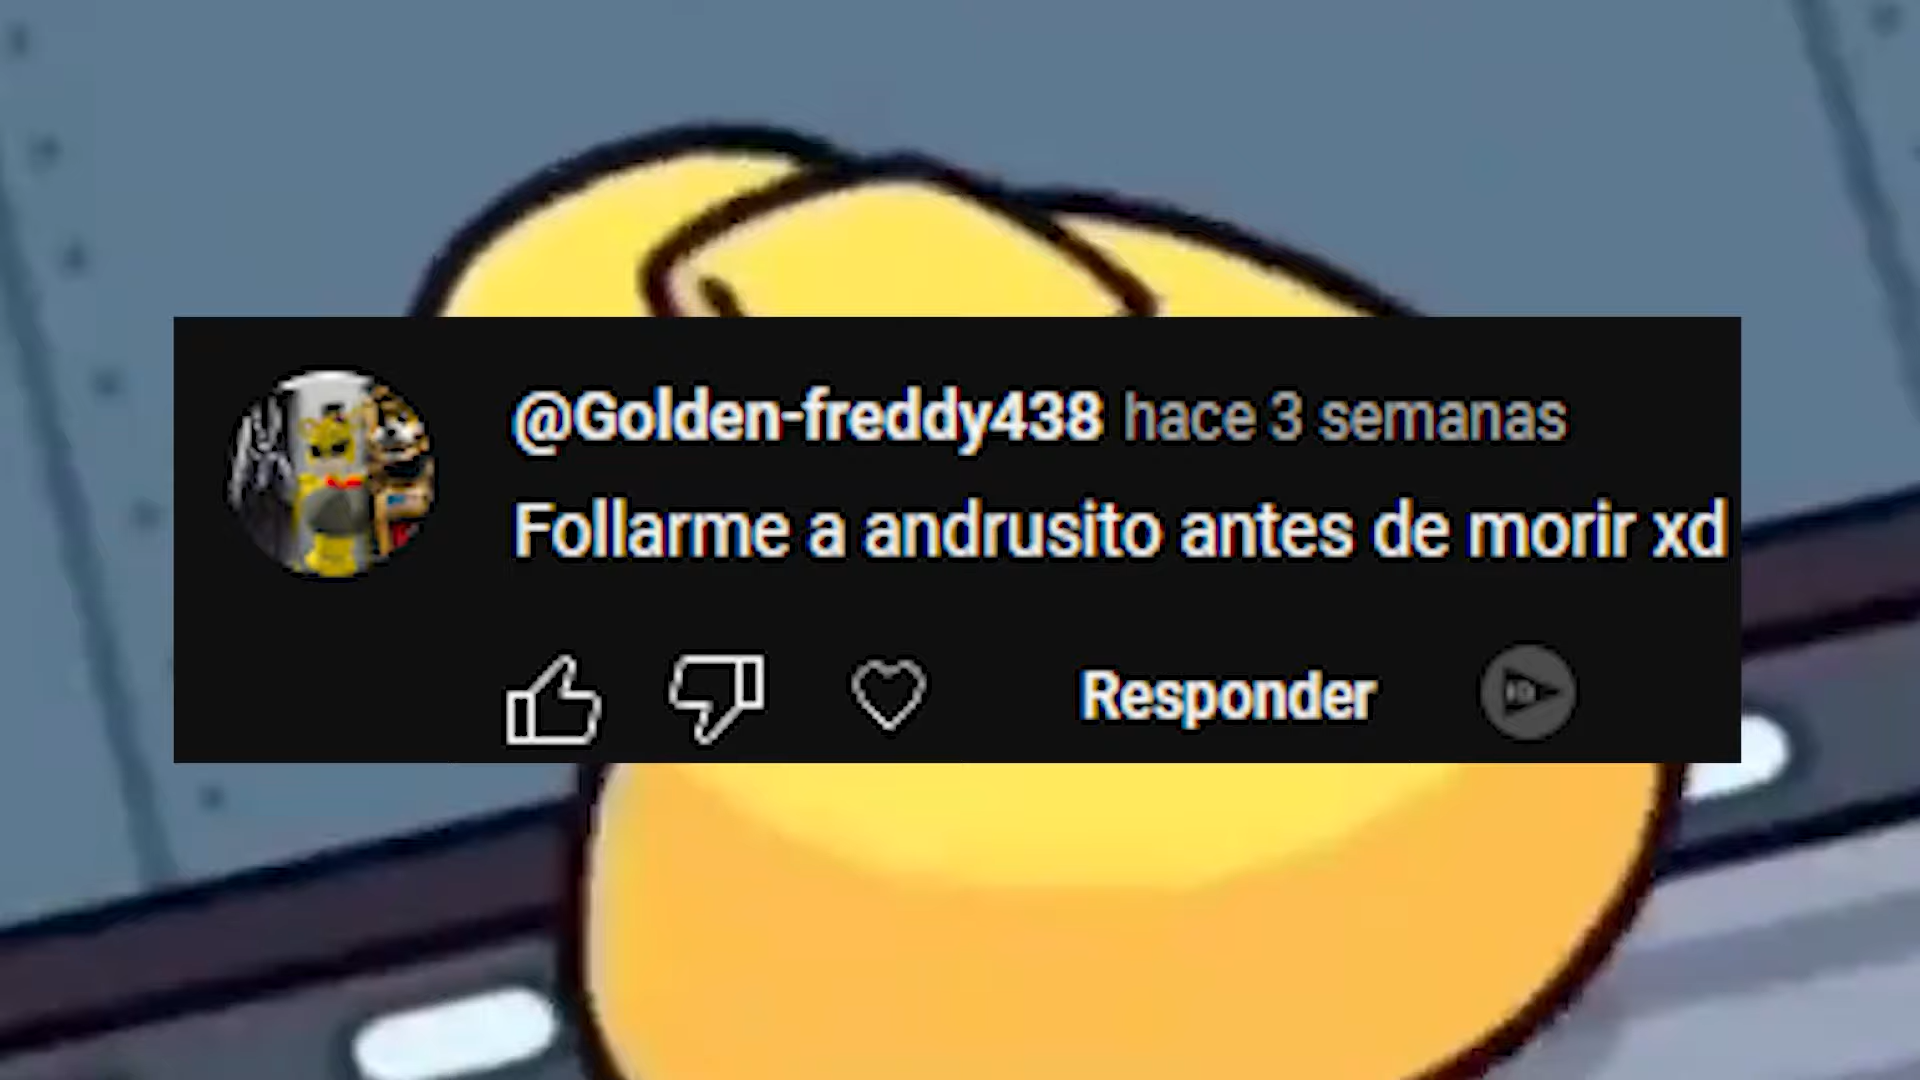 @Golden-freddy438 hace 3 semanas
Follarme a andrusito antes de morir xd
Responder